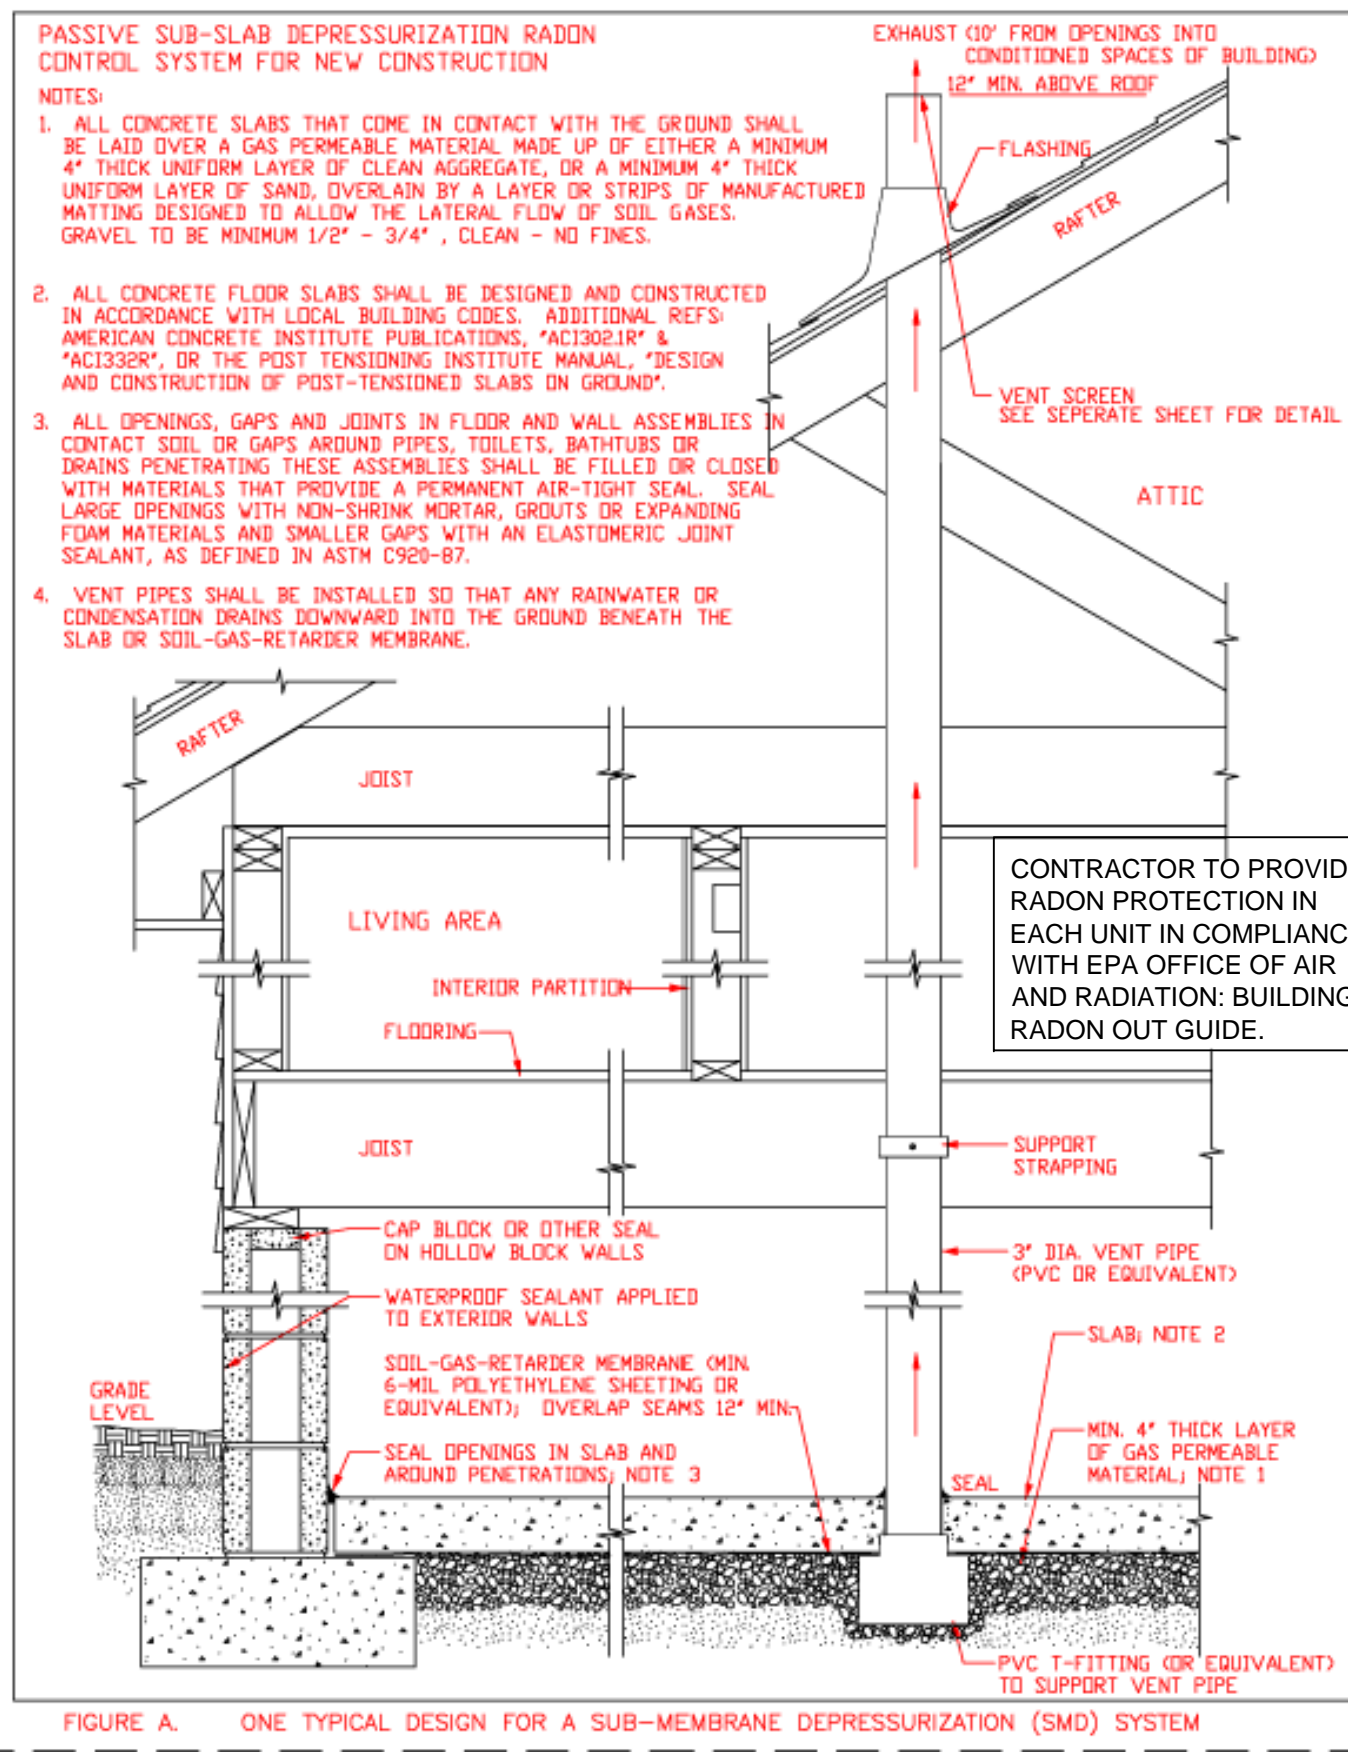 PASSIVE SUB-SLAB DEPRESSURIZATION RADON
CONTROL SYSTEM FOR NEW CONSTRUCTION
NOTES:
1. ALL CONCRETE SLABS THAT COME IN CONTACT WITH THE GROUND SHALL
BE LAID OVER A GAS PERMEABLE MATERIAL MADE UP OF EITHER A MINIMUM
4" THICK UNIFORM LAYER OF CLEAN AGGREGATE, OR A MINIMUM 4" THICK
UNIFORM LAYER OF SAND, OVERLAIN BY A LAYER OR STRIPS OF MANUFACTURED
MATTING DESIGNED TO ALLOW THE LATERAL FLOW OF SOIL GASES.
GRAVEL TO BE MINIMUM 1/2" - 3/4" , CLEAN - NO FINES.
2. ALL CONCRETE FLOOR SLABS SHALL BE DESIGNED AND CONSTRUCTED
IN ACCORDANCE WITH LOCAL BUILDING CODES. ADDITIONAL REFS:
AMERICAN CONCRETE INSTITUTE PUBLICATIONS, "ACI302.1R" &
"ACI332R", OR THE POST TENSIONING INSTITUTE MANUAL, "DESIGN
AND CONSTRUCTION OF POST-TENSIONED SLABS ON GROUND".
3. ALL OPENINGS, GAPS AND JOINTS IN FLOOR AND WALL ASSEMBLIES IN
CONTACT SOIL OR GAPS AROUND PIPES, TOILETS, BATHTUBS OR
DRAINS PENETRATING THESE ASSEMBLIES SHALL BE FILLED OR CLOSED
WITH MATERIALS THAT PROVIDE A PERMANENT AIR-TIGHT SEAL. SEAL
LARGE OPENINGS WITH NON-SHRINK MORTAR, GROUTS OR EXPANDING
FOAM MATERIALS AND SMALLER GAPS WITH AN ELASTOMERIC JOINT
SEALANT, AS DEFINED IN ASTM C920-87.
4. VENT PIPES SHALL BE INSTALLED SO THAT ANY RAINWATER OR
CONDENSATION DRAINS DOWNWARD INTO THE GROUND BENEATH THE
SLAB OR SOIL-GAS-RETARDER MEMBRANE.
EXHAUST (10' FROM OPENINGS INTO
CONDITIONED SPACES OF BUILDING)
12" MIN. ABOVE ROOF
FLASHING
RAFTER
VENT SCREEN
SEE SEPERATE SHEET FOR DETAIL
ATTIC
RAFTER
JOIST
LIVING AREA
INTERIOR PARTITION
FLOORING
CONTRACTOR TO PROVID
RADON PROTECTION IN
EACH UNIT IN COMPLIANC
WITH EPA OFFICE OF AIR
AND RADIATION: BUILDING
RADON OUT GUIDE.
JOIST
SUPPORT
STRAPPING
CAP BLOCK OR OTHER SEAL
ON HOLLOW BLOCK WALLS
3" DIA. VENT PIPE
(PVC OR EQUIVALENT)
WATERPROOF SEALANT APPLIED
TO EXTERIOR WALLS
SLAB; NOTE 2
SOIL-GAS-RETARDER MEMBRANE (MIN.
6-MIL POLYETHYLENE SHEETING OR
EQUIVALENT); OVERLAP SEAMS 12" MIN.
GRADE
LEVEL
MIN. 4" THICK LAYER
OF GAS PERMEABLE
MATERIAL; NOTE 1
SEAL OPENINGS IN SLAB AND
AROUND PENETRATIONS; NOTE 3
SEAL
PVC T-FITTING (OR EQUIVALENT)
TO SUPPORT VENT PIPE
FIGURE A. ONE TYPICAL DESIGN FOR A SUB-MEMBRANE DEPRESSURIZATION (SMD) SYSTEM